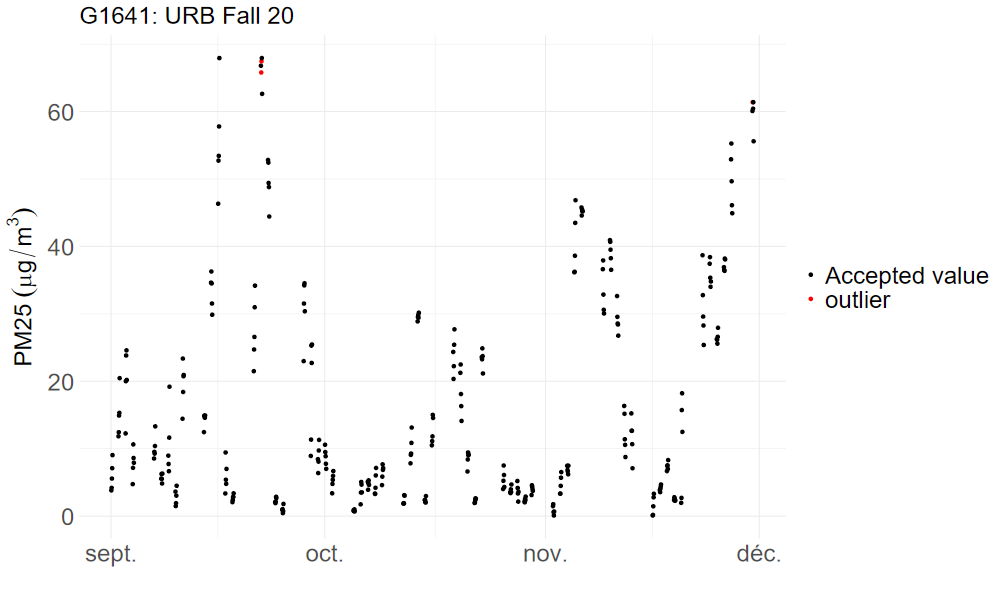 G1641: URB Fall 20
PM25 (μg/m³)
60
40
20
0
sept.
oct.
nov.
déc.
Accepted value
outlier